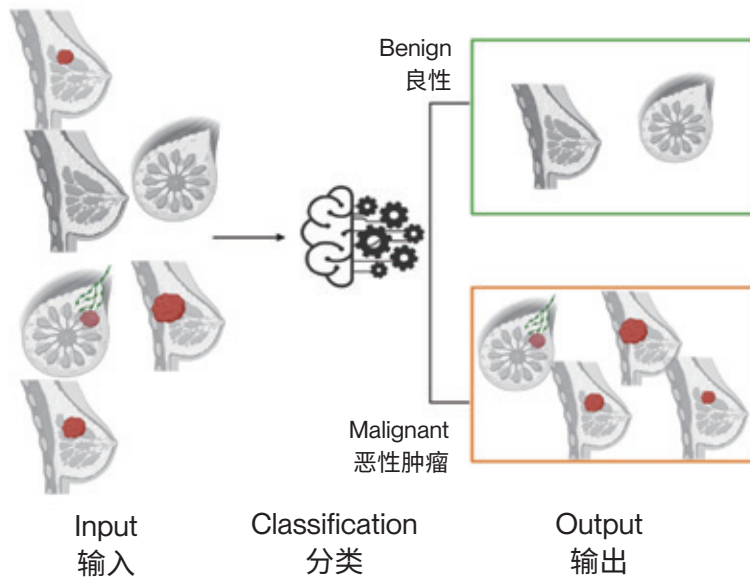 Benign
良性
Malignant
恶性肿瘤
Input
输入
Classification
分类
Output
输出